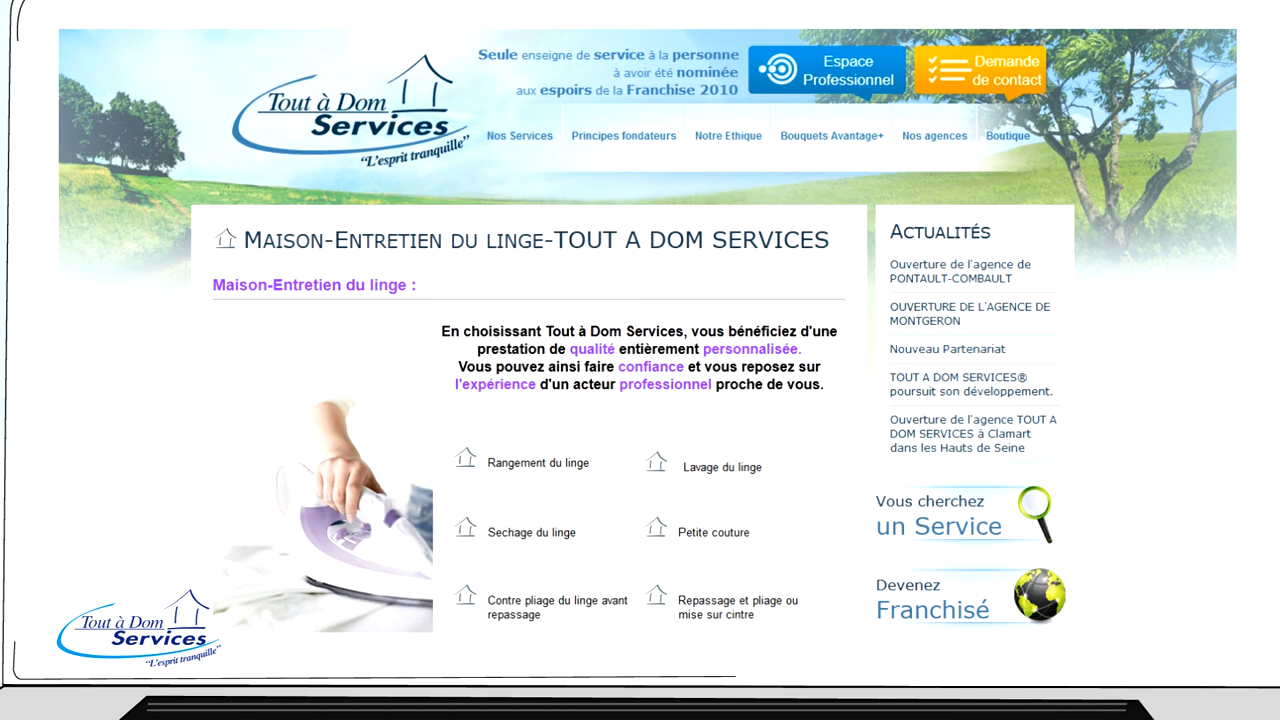 Tout à Dom
Services
"L'esprit tranquille"
Seule enseigne de service à la personne
à avoir été nominée
aux espoirs de la Franchise 2010
Espace
Professionnel
Demande
de contact
Nos Services
Principes fondateurs
Notre Ethique
Bouquets Avantage+
Nos agences
Boutique
MAISON-ENTRETIEN DU LINGE-TOUT A DOM SERVICES
Maison-Entretien du linge :
En choisissant Tout à Dom Services, vous bénéficiez d'une
prestation de qualité entièrement personnalisée.
Vous pouvez ainsi faire confiance et vous reposez sur
l'expérience d'un acteur professionnel proche de vous.
Rangement du linge
Lavage du linge
Sechage du linge
Petite couture
Contre pliage du linge avant
repassage
Repassage et pliage ou
mise sur cintre
ACTUALITÉS
Ouverture de l'agence de
PONTAULT-COMBAULT
OUVERTURE DE L'AGENCE DE
MONTGERON
Nouveau Partenariat
TOUT A DOM SERVICES®
poursuit son développement.
Ouverture de l'agence TOUT A
DOM SERVICES à Clamart
dans les Hauts de Seine
Vous cherchez
un Service
Devenez
Franchisé
Tout à Dom
Services
"L'esprit tranquille"